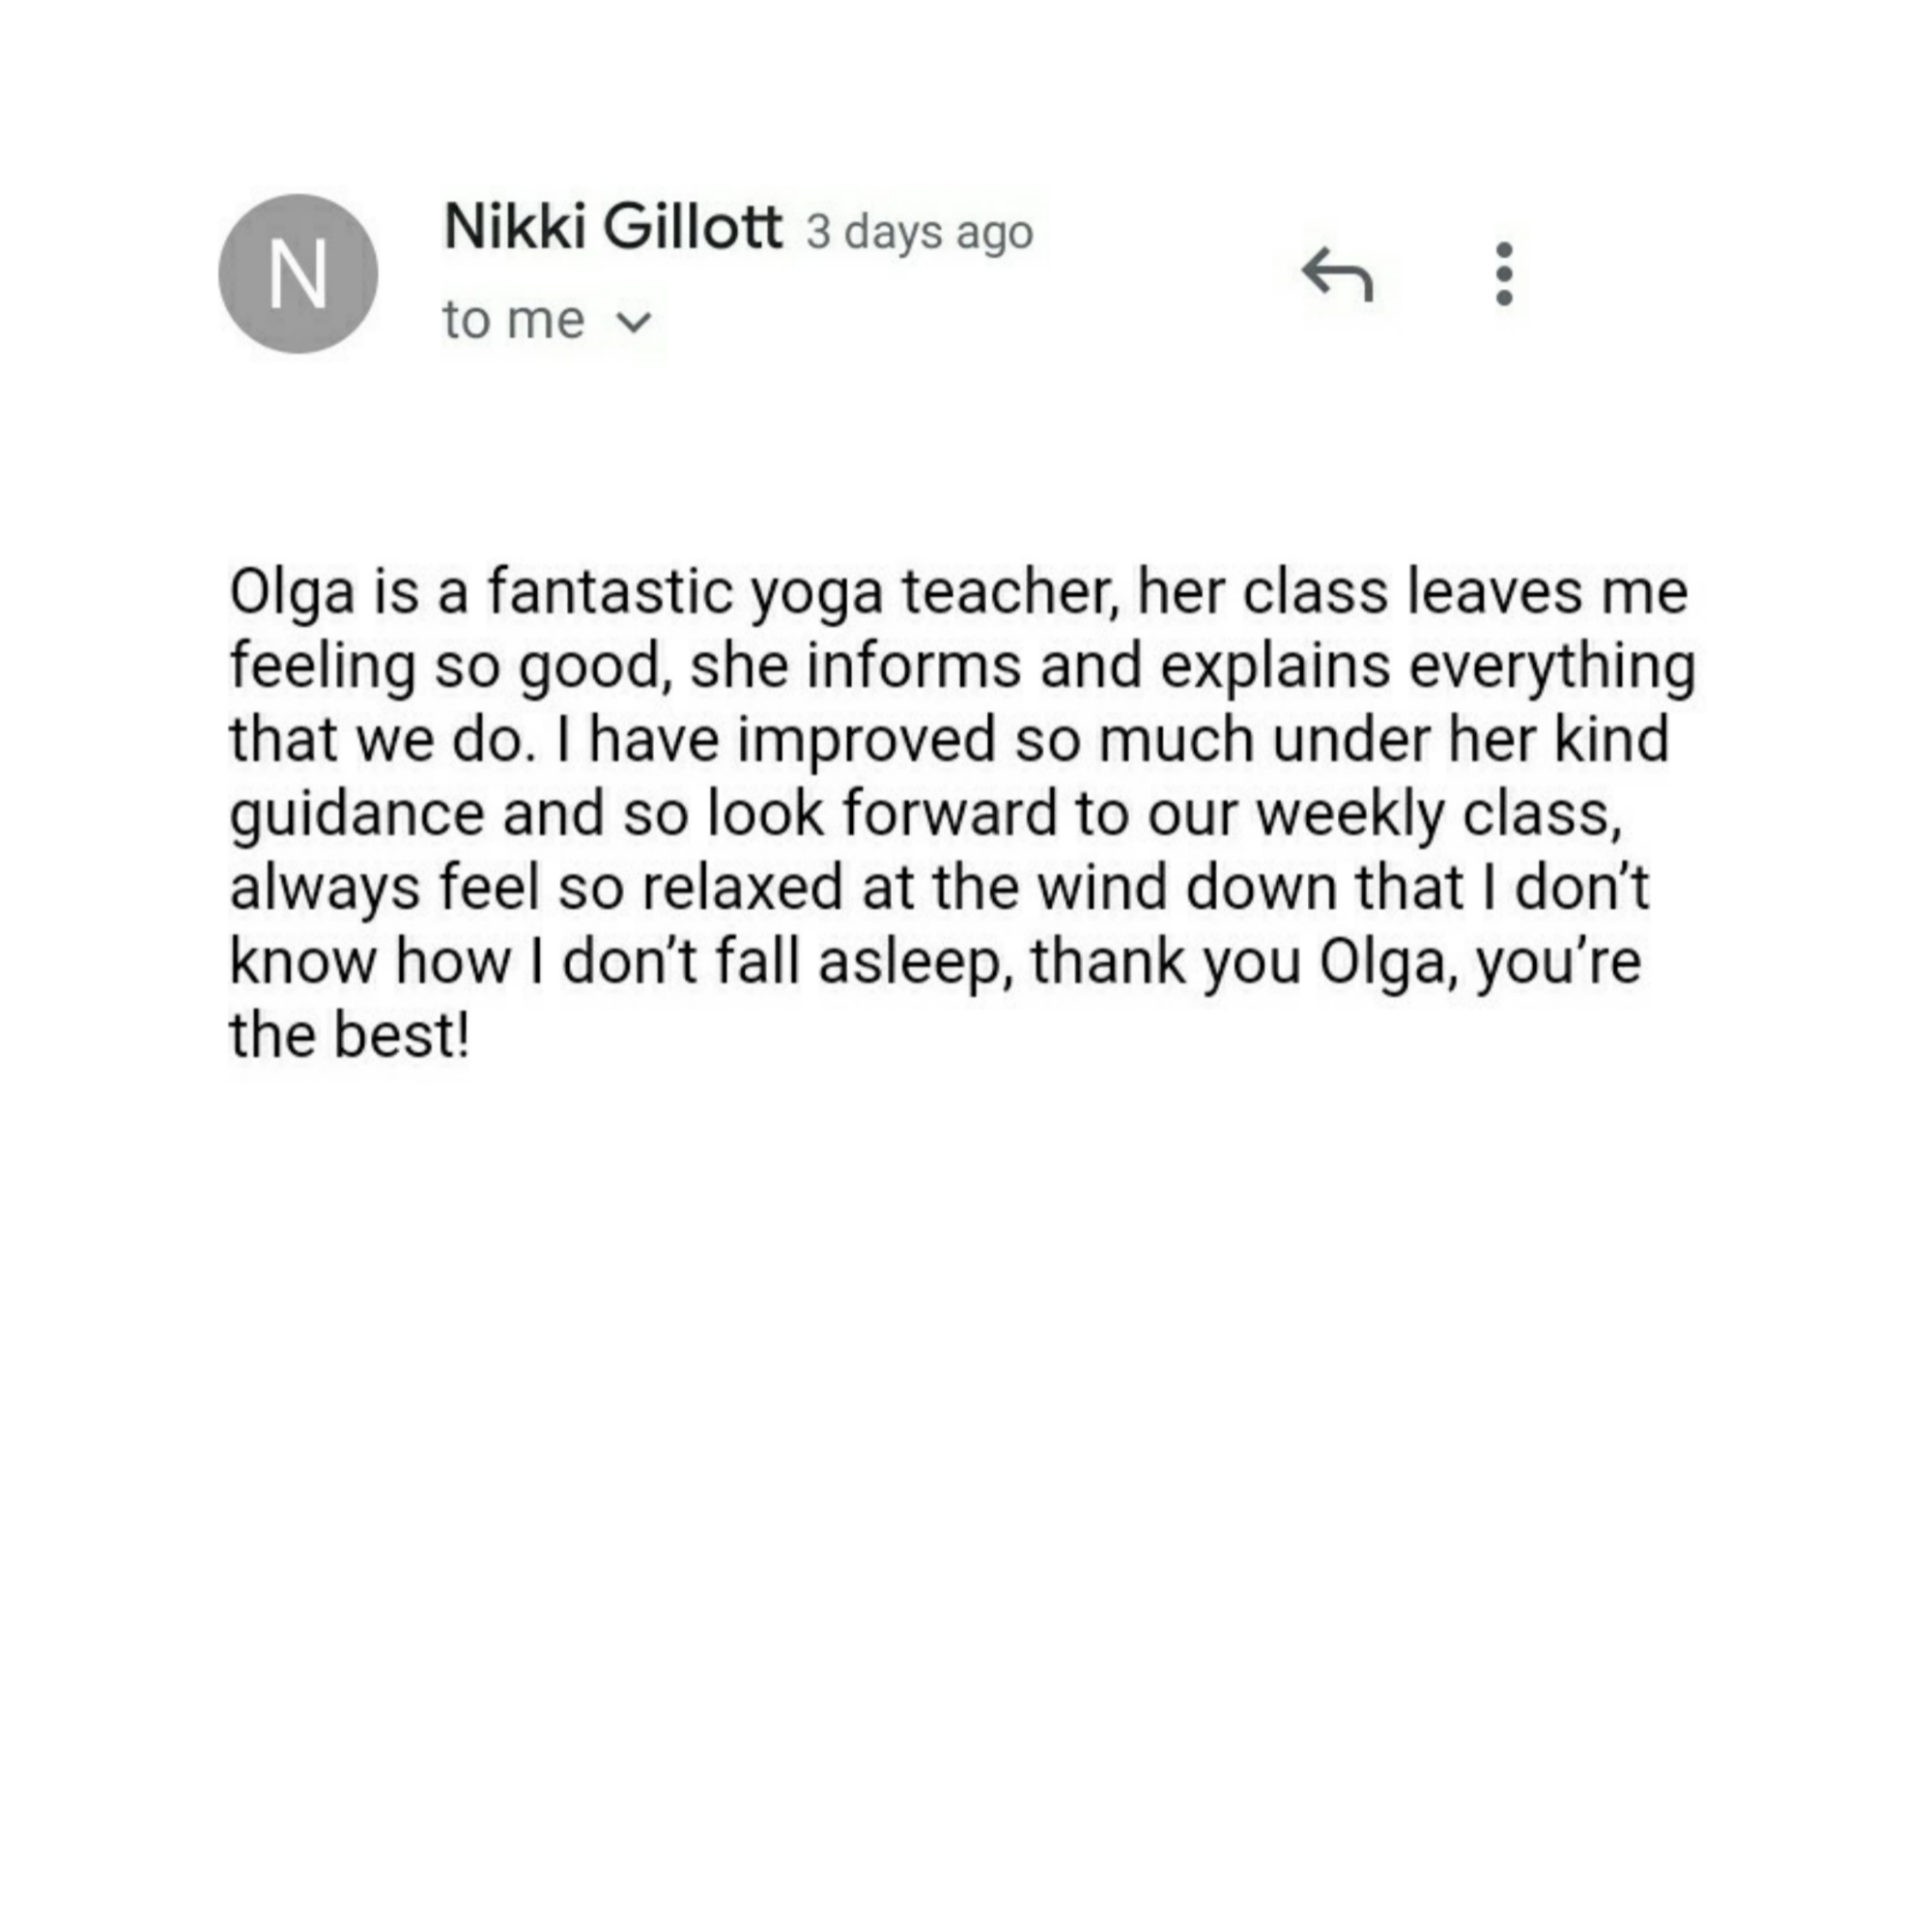 N
Nikki Gillott 3 days ago
to me
Olga is a fantastic yoga teacher, her class leaves me
feeling so good, she informs and explains everything
that we do. I have improved so much under her kind
guidance and so look forward to our weekly class,
always feel so relaxed at the wind down that I don’t
know how I don’t fall asleep, thank you Olga, you’re
the best!